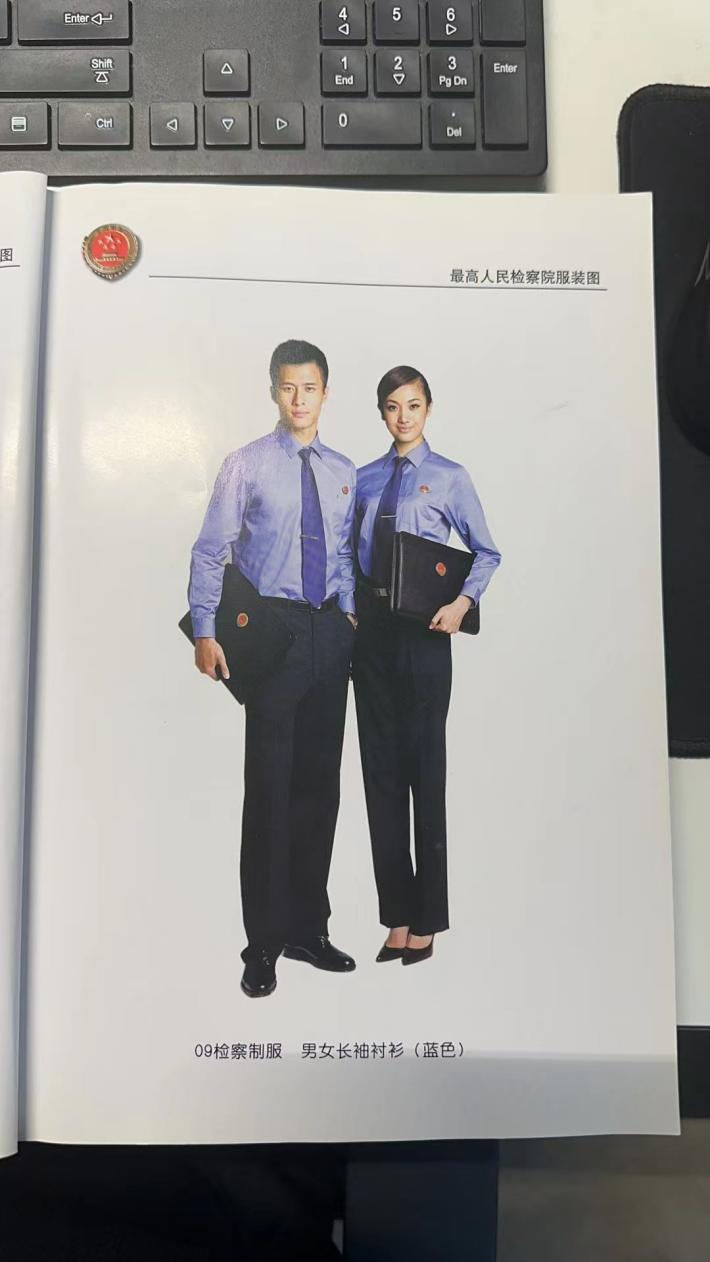 Enter
4
5
6
Shift
1
End
2
3
Pg Dn
Enter
Ctrl
0
.
Del
图
最高人民检察院服装图
09检察制服 男女长袖衬衫（蓝色）